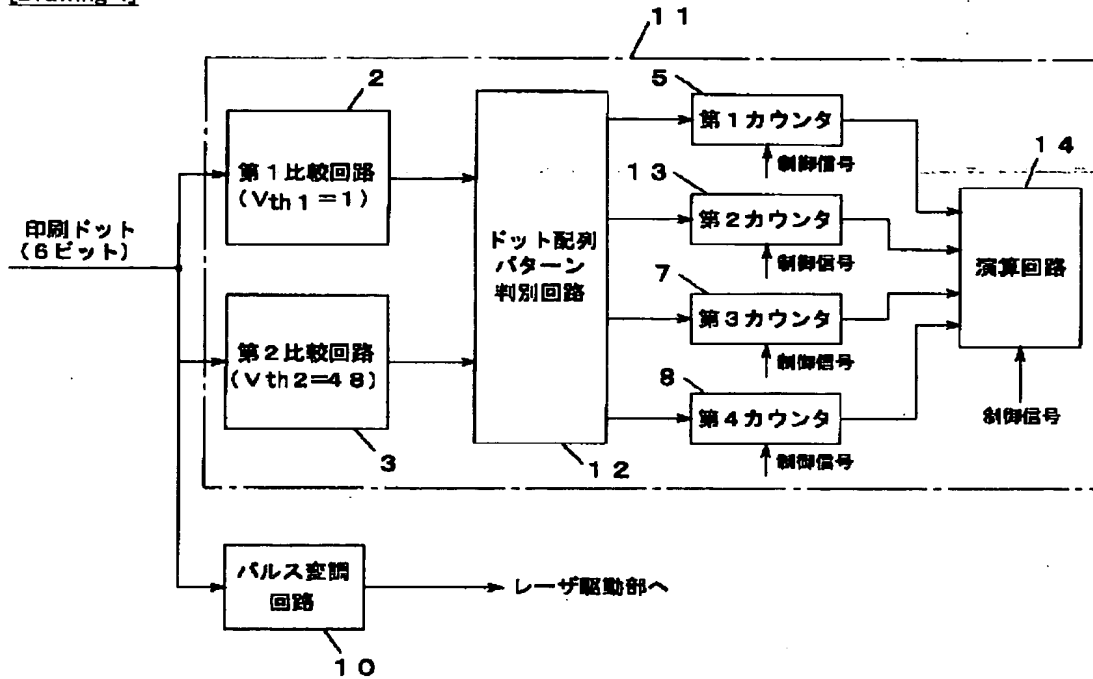 １１
２
第１比較回路
（Ｖth１＝１）
印刷ドット
（６ビット）
第２比較回路
（Ｖth２＝４８）
３
ドット配列
パターン
判別回路
１２
５
第１カウンタ
制御信号
１３
第２カウンタ
制御信号
７
第３カウンタ
制御信号
８
第４カウンタ
制御信号
１４
演算回路
制御信号
パルス変調
回路
１０
レーザ駆動部へ